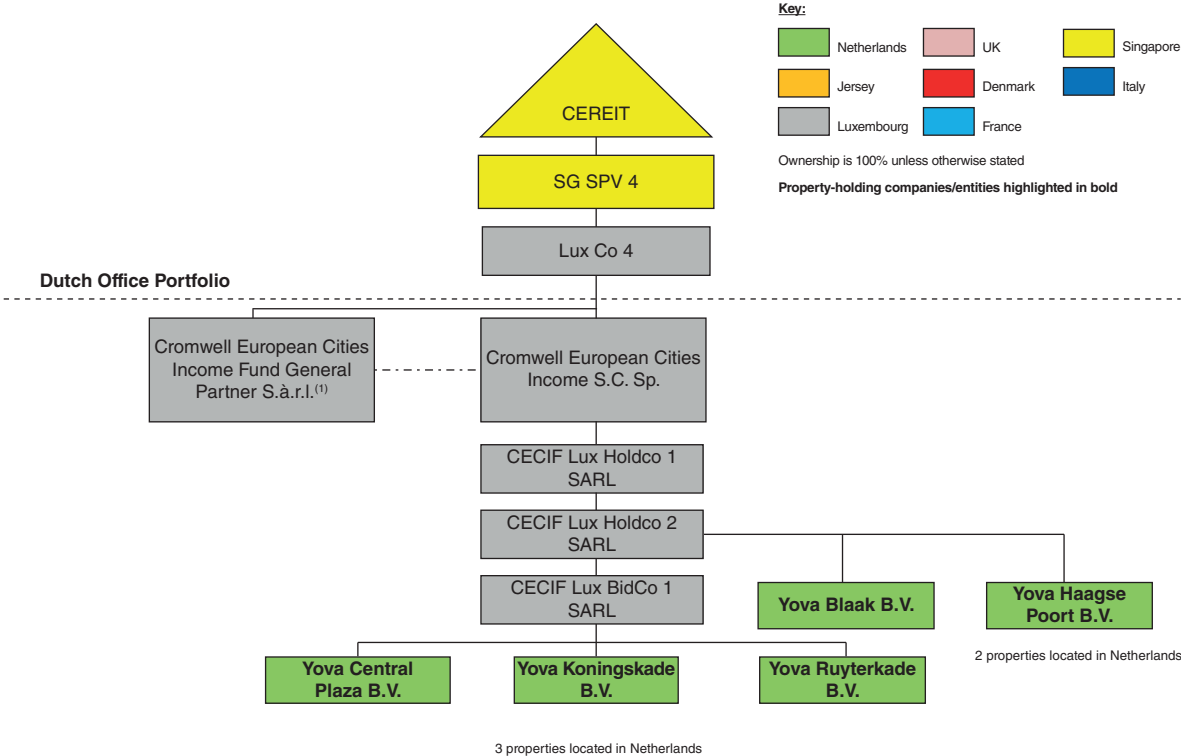 Key:
Netherlands
UK
Singapore
Jersey
Denmark
Italy
Luxembourg
France
Ownership is 100% unless otherwise stated
Property-holding companies/entities highlighted in bold
CEREIT
SG SPV 4
Lux Co 4
Dutch Office Portfolio
Cromwell European Cities
Income Fund General
Partner S.à.r.l.(1)
Cromwell European Cities
Income S.C. Sp.
CECIF Lux Holdco 1
SARL
CECIF Lux Holdco 2
SARL
CECIF Lux BidCo 1
SARL
Yova Blaak B.V.
Yova Haagse
Poort B.V.
2 properties located in Netherlands
Yova Central
Plaza B.V.
Yova Koningskade
B.V.
Yova Ruyterkade
B.V.
3 properties located in Netherlands